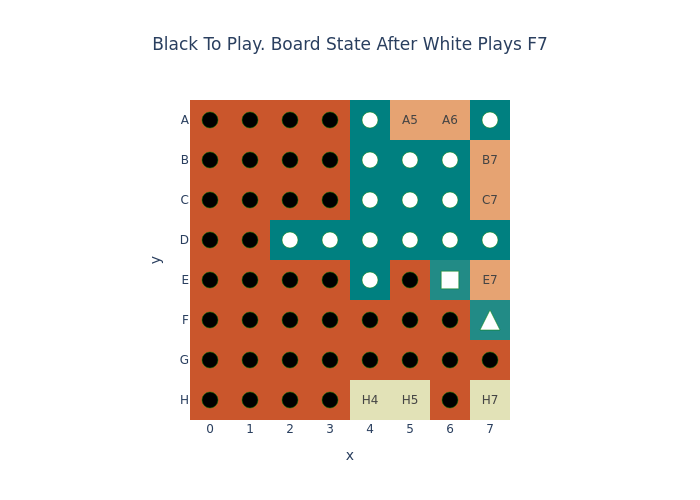 Black To Play. Board State After White Plays F7
A A5 A6
B B7
C C7
D
E E7
F
G
H H4 H5 H7
0 1 2 3 4 5 6 7
x
y